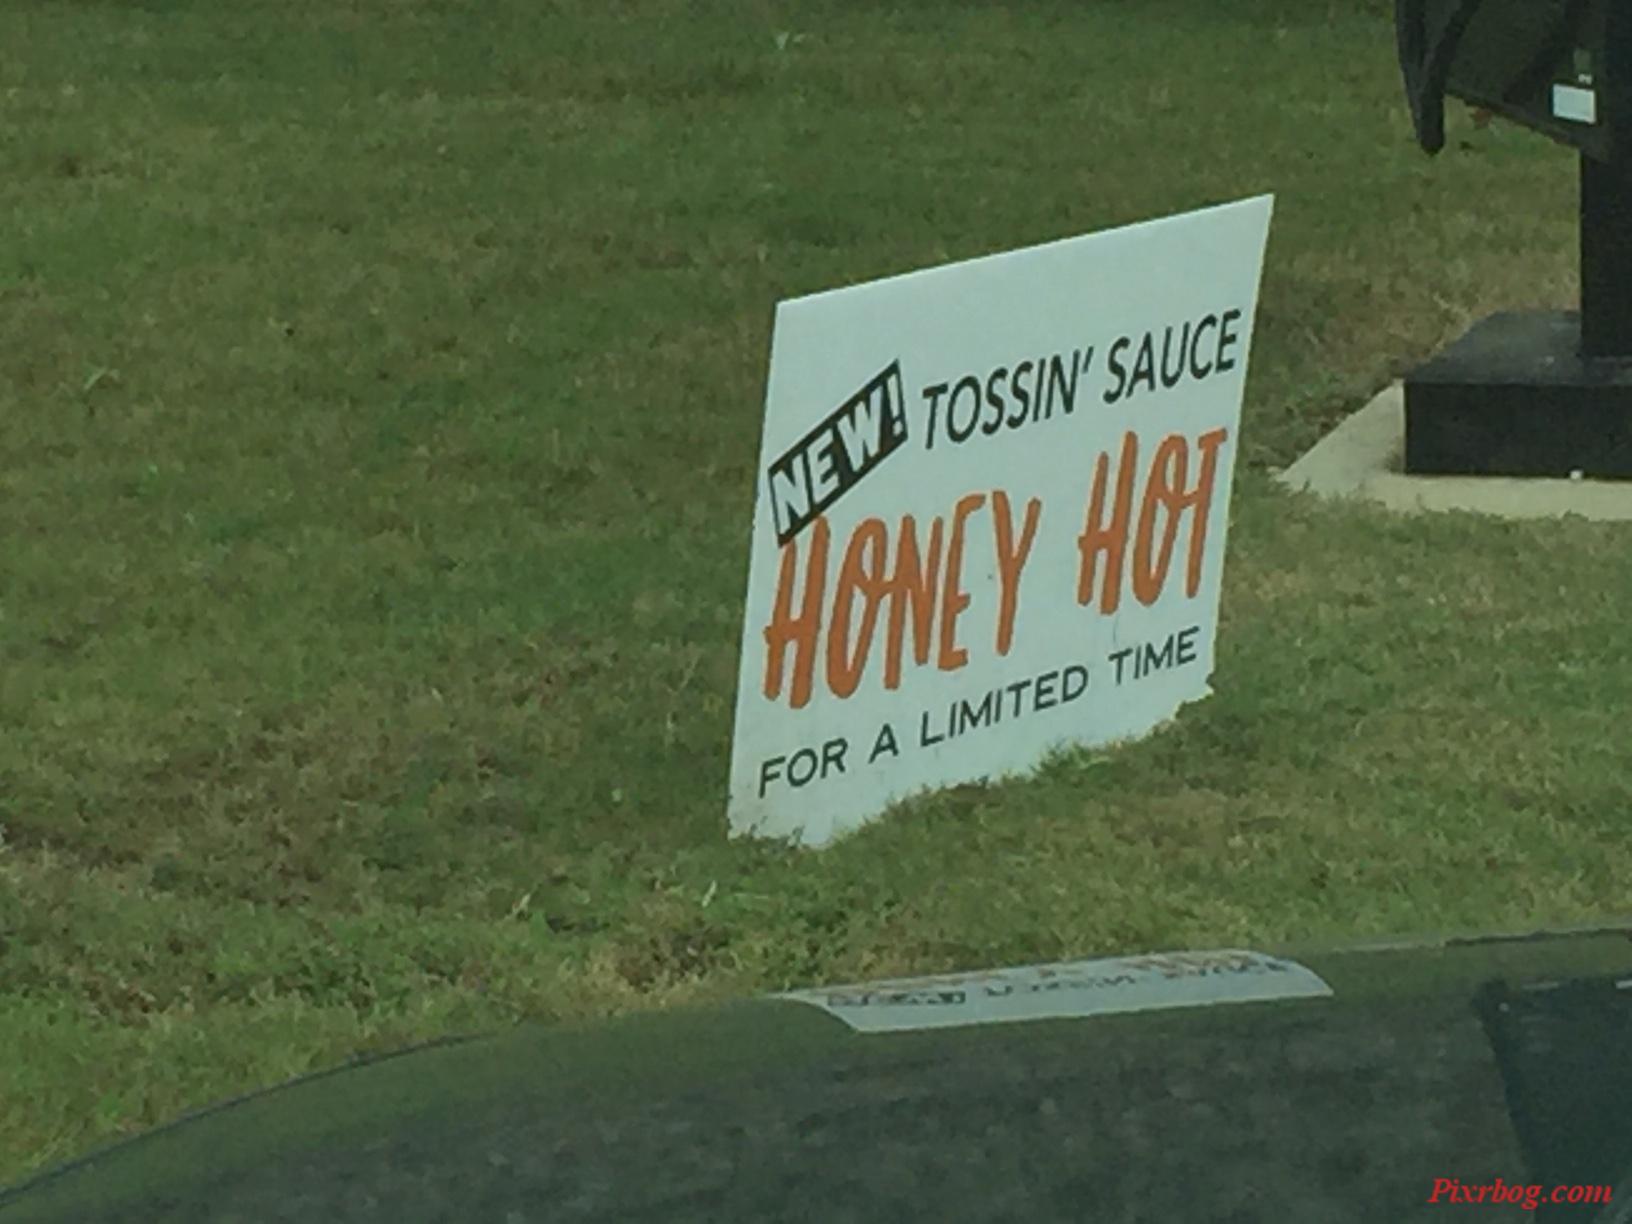 NEW! TOSSIN' SAUCE
HONEY HOT
FOR A LIMITED TIME
Pixrbog.com